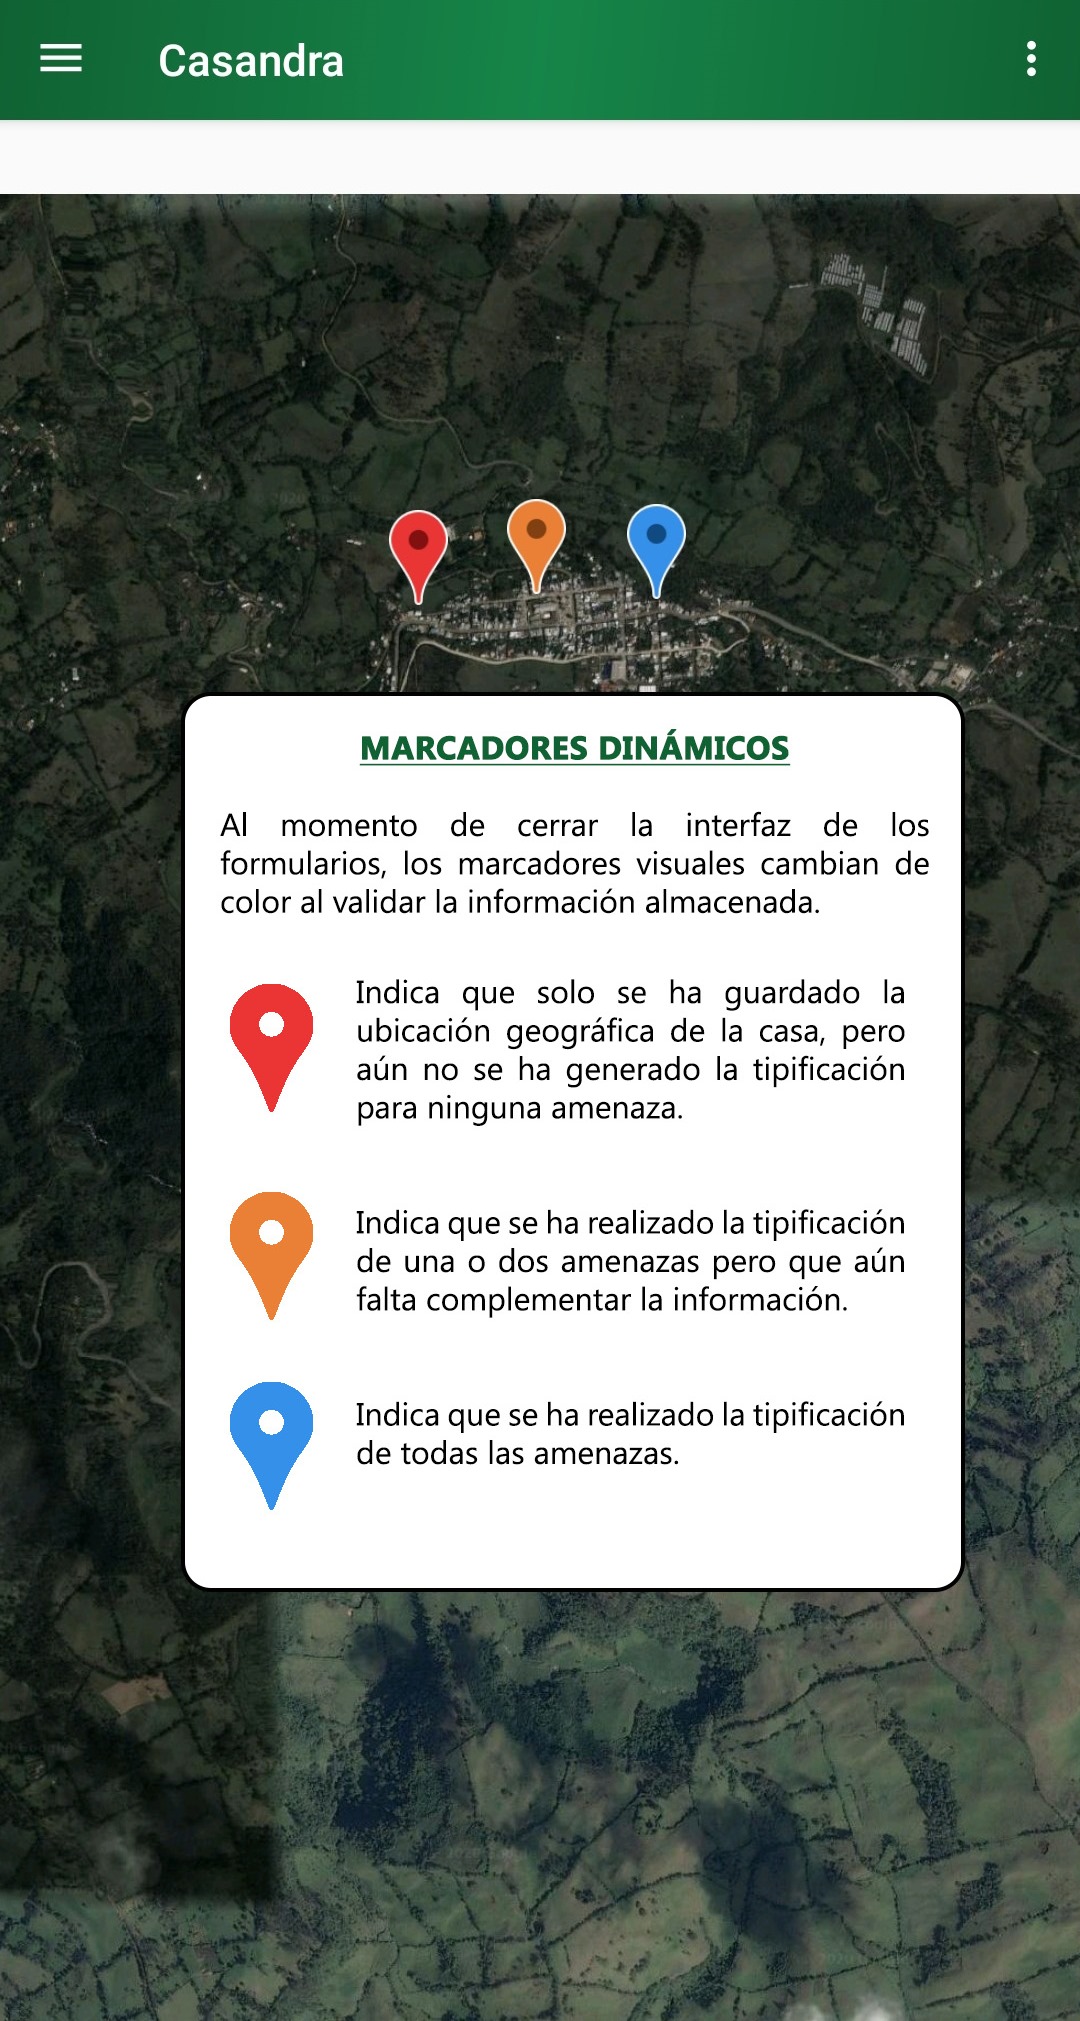 Casandra
MARCADORES DINÁMICOS
Al momento de cerrar la interfaz de los
formularios, los marcadores visuales cambian de
color al validar la información almacenada.
Indica que solo se ha guardado la
ubicación geográfica de la casa, pero
aún no se ha generado la tipificación
para ninguna amenaza.
Indica que se ha realizado la tipificación
de una o dos amenazas pero que aún
falta complementar la información.
Indica que se ha realizado la tipificación
de todas las amenazas.